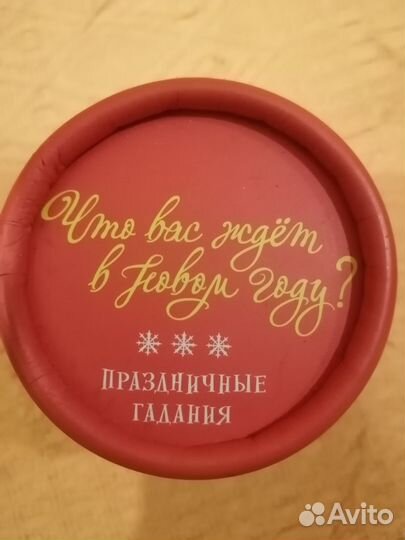 Что вас ждёт
в Новом году?
ПРАЗДНИЧНЫЕ
ГАДАНИЯ
Avito